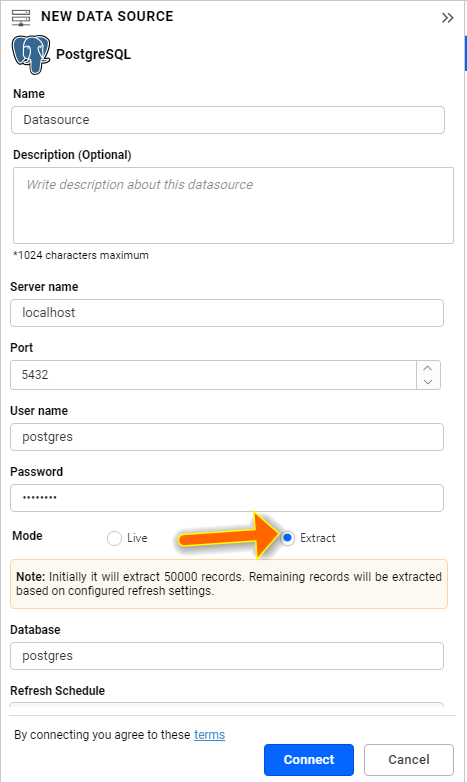 NEW DATA SOURCE
PostgreSQL
Name
Datasource
Description (Optional)
Write description about this datasource
*1024 characters maximum
Server name
localhost
Port
5432
User name
postgres
Password
••••••••
Mode
Live
Extract
Note: Initially it will extract 50000 records. Remaining records will be extracted
based on configured refresh settings.
Database
postgres
Refresh Schedule
By connecting you agree to these terms
Connect
Cancel